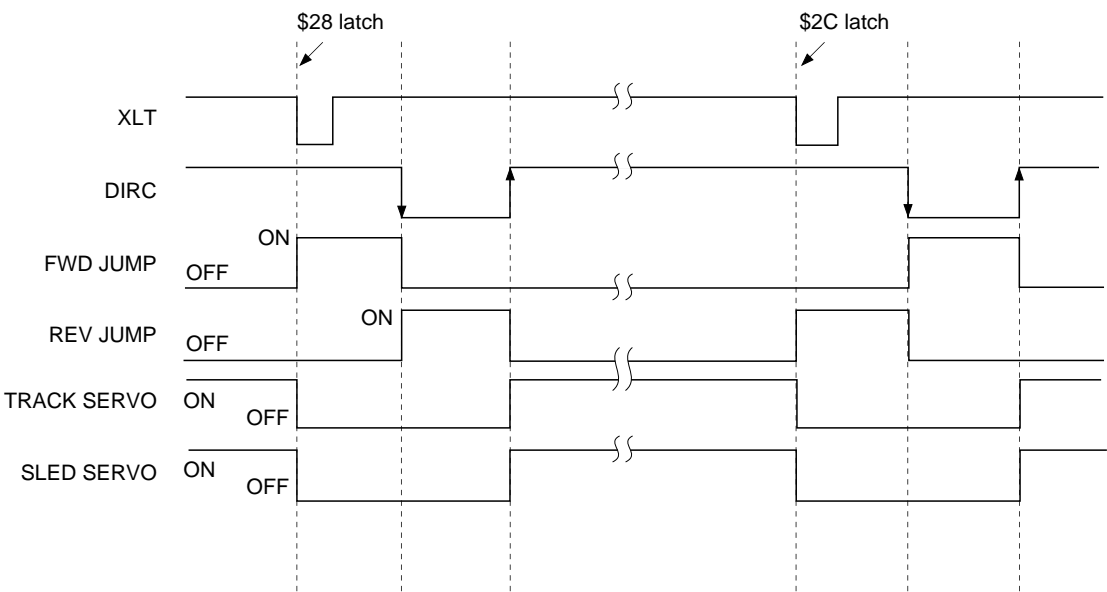 $28 latch
$2C latch
XLT
DIRC
ON
FWD JUMP
OFF
ON
REV JUMP
OFF
TRACK SERVO
ON
OFF
SLED SERVO
ON
OFF